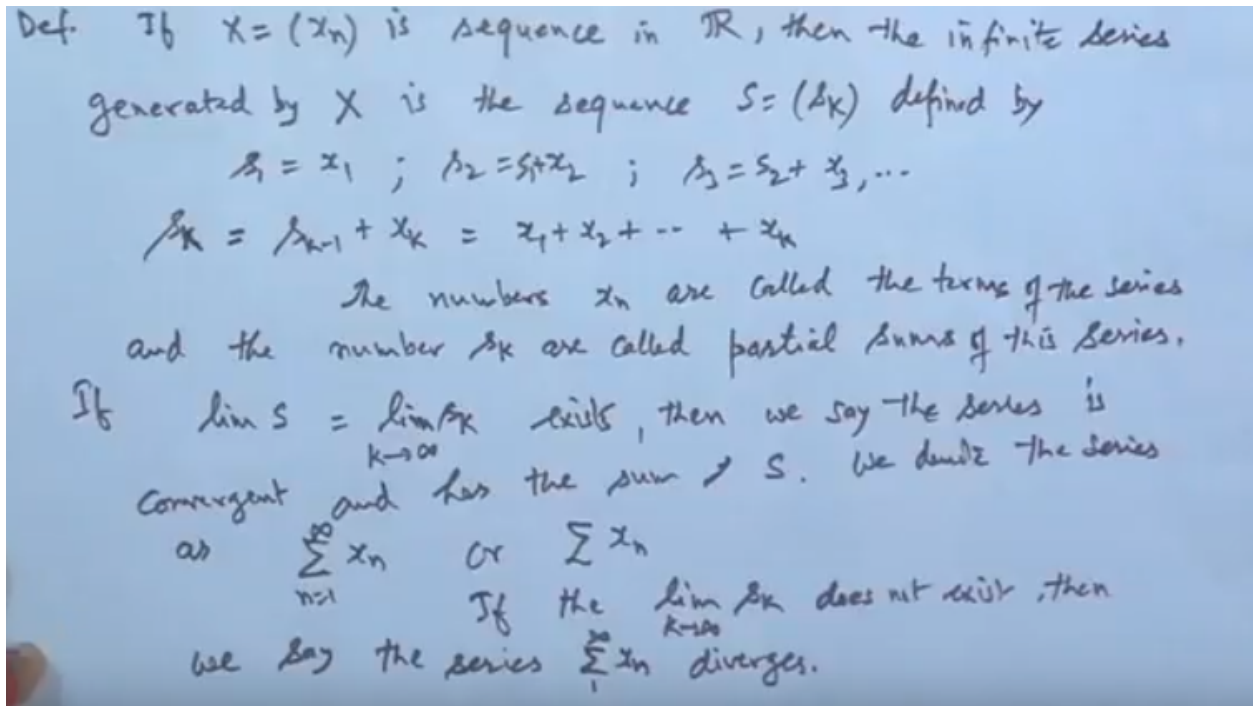 Def. If X = (xn) is sequence in ℝ, then the infinite series
generated by X is the sequence S = (sK) defined by
s1 = x1 ; s2 = s1+x2 ; s3 = s2+ x3,...
sK = sK-1 + xK = x1 + x2 + -- + xK
The numbers xn are called the terms of the series
and the number sK are called partial sums of this series.
If lim S = lim sK exists, then we say the series is
K→∞
convergent and has the sum S. We denote the series
as ∞∑n=1 xn or ∑ xn
If the lim sK does not exist, then
K→∞
we say the series ∞∑1 xn diverges.